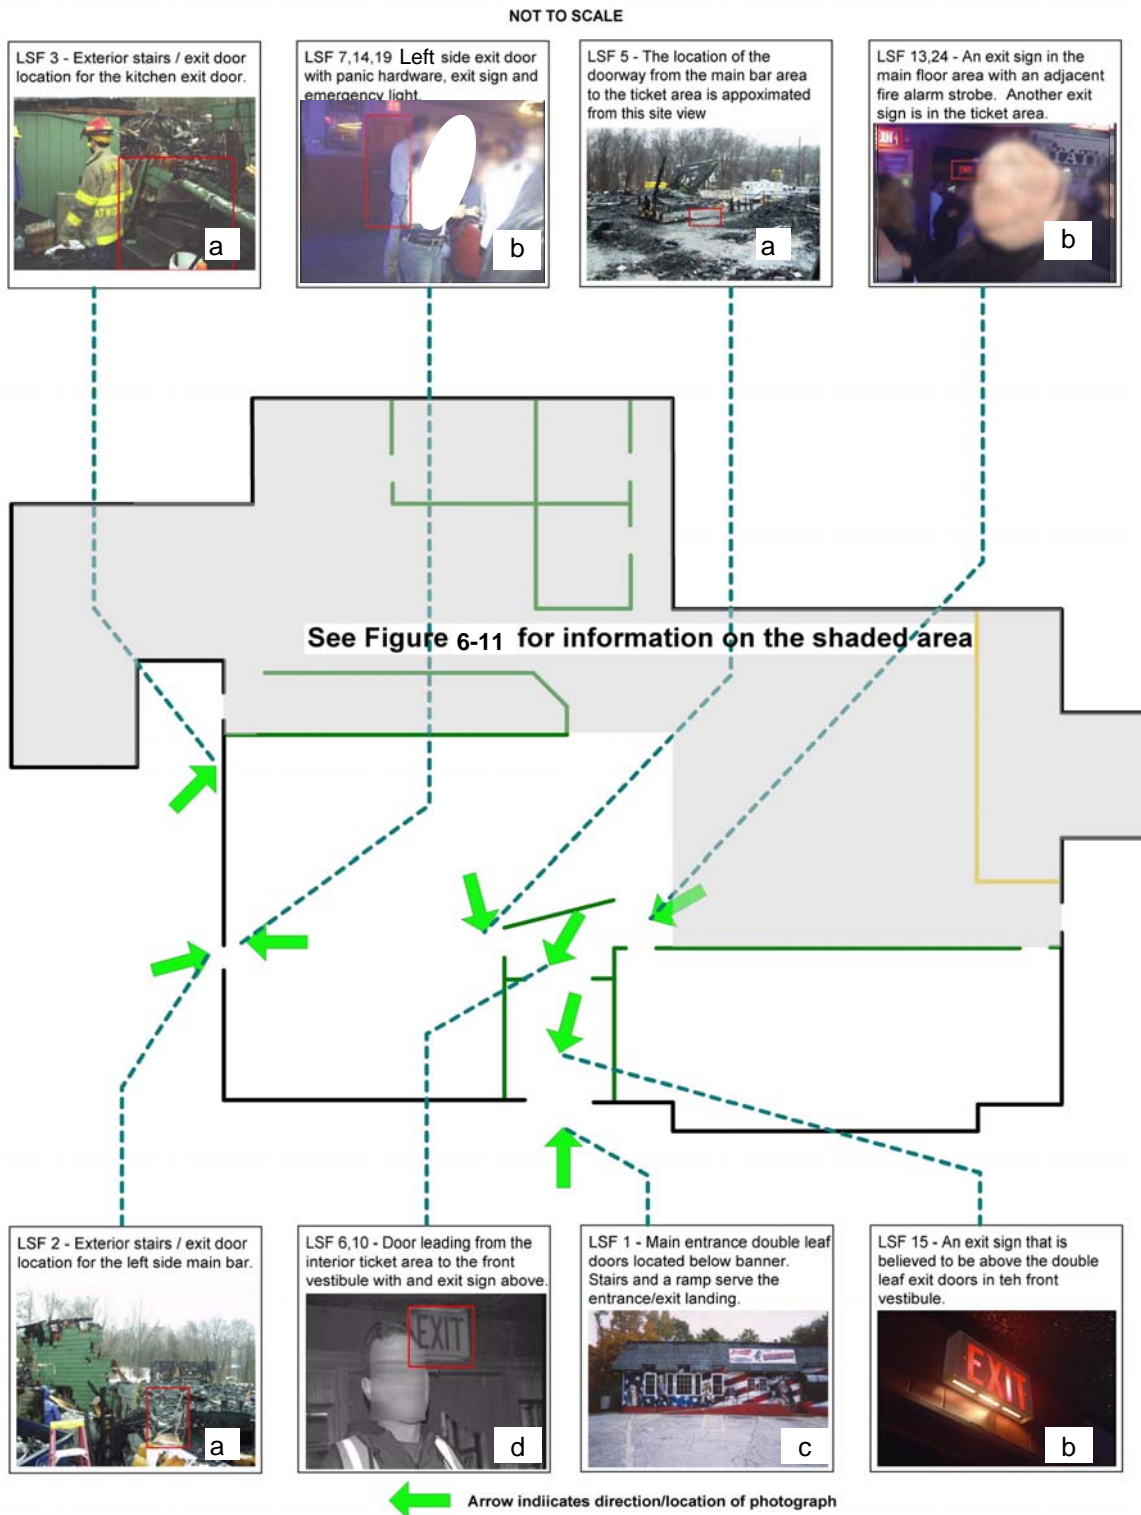 NOT TO SCALE
LSF 3 - Exterior stairs / exit door
location for the kitchen exit door.
a
LSF 7,14,19 Left side exit door
with panic hardware, exit sign and
emergency light.
b
LSF 5 - The location of the
doorway from the main bar area
to the ticket area is appoximated
from this site view
a
LSF 13,24 - An exit sign in the
main floor area with an adjacent
fire alarm strobe. Another exit
sign is in the ticket area.
b
See Figure 6-11 for information on the shaded area
LSF 2 - Exterior stairs / exit door
location for the left side main bar.
a
LSF 6,10 - Door leading from the
interior ticket area to the front
vestibule with and exit sign above.
EXIT
d
LSF 1 - Main entrance double leaf
doors located below banner.
Stairs and a ramp serve the
entrance/exit landing.
c
LSF 15 - An exit sign that is
believed to be above the double
leaf exit doors in teh front
vestibule.
EXIT
b
Arrow indiicates direction/location of photograph